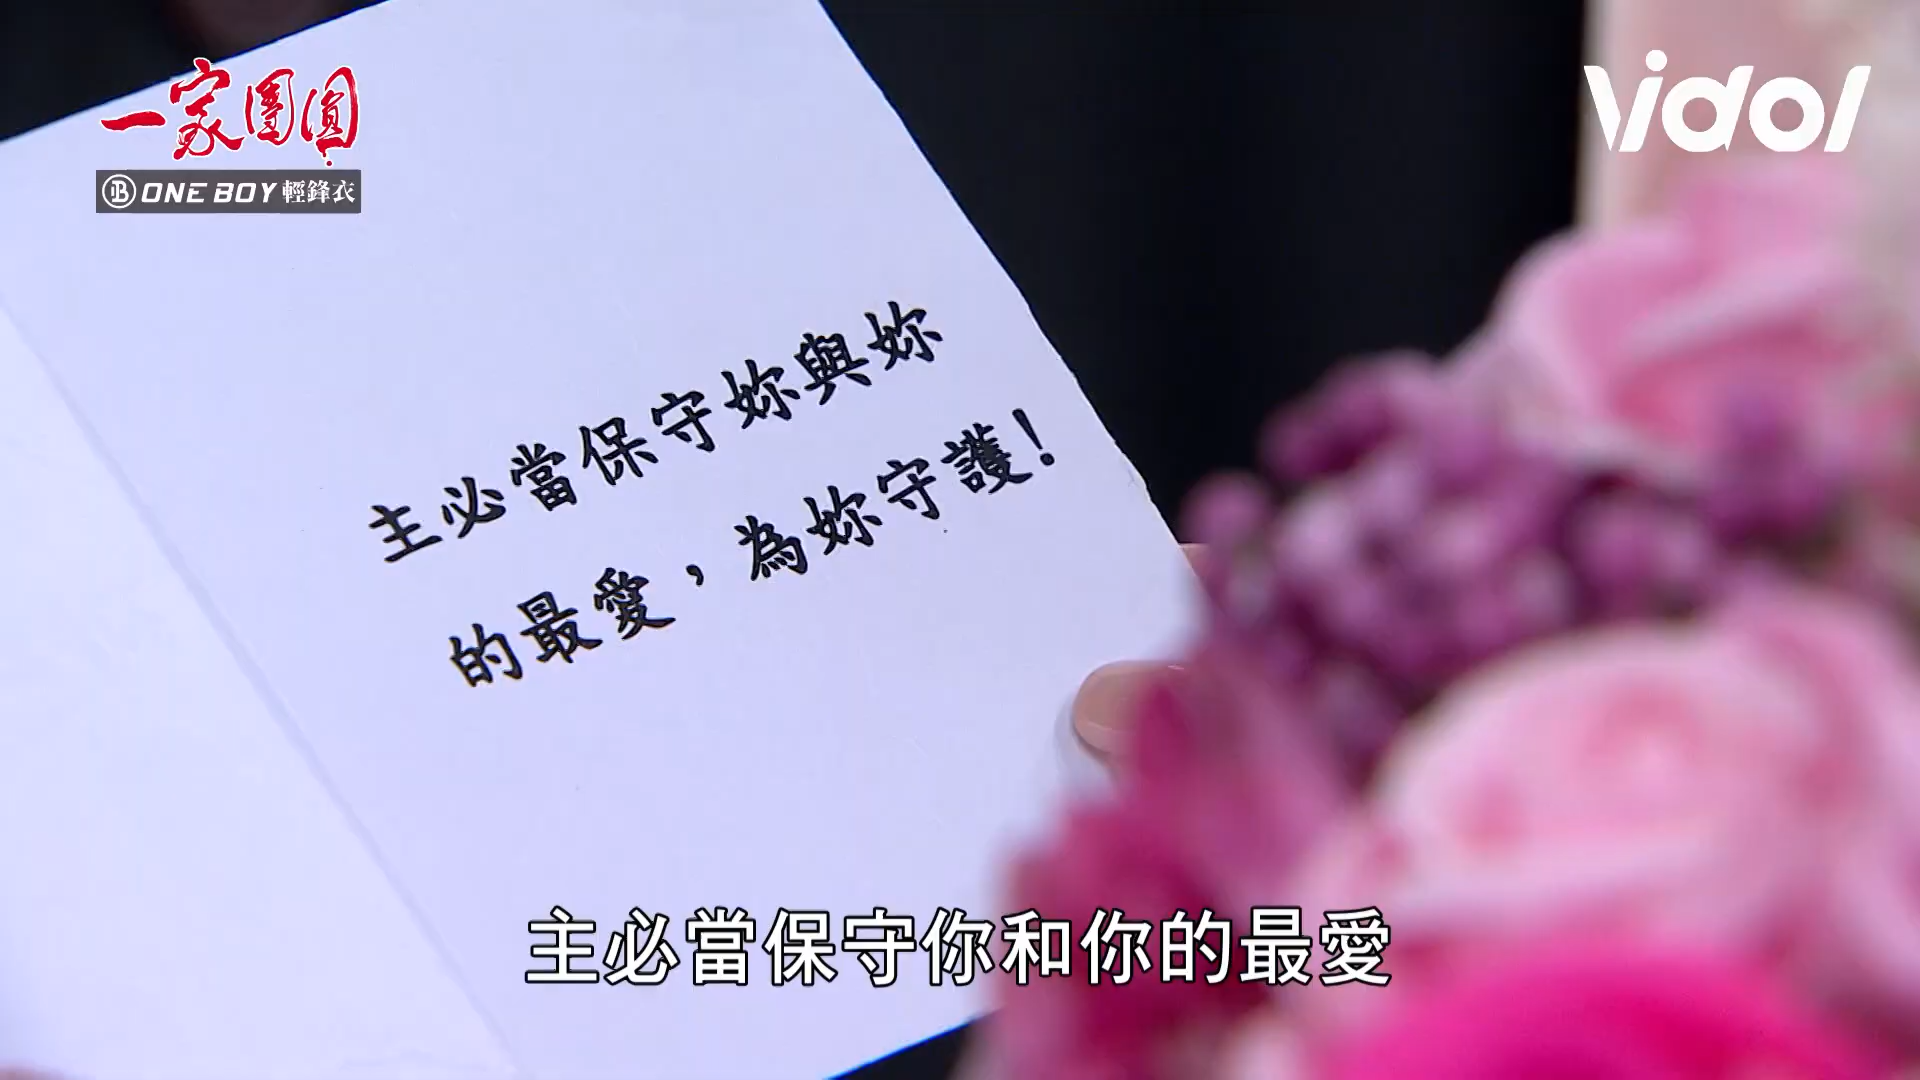 一家團圓
ONE BOY 輕鋒衣
Vidol
主必當保守妳與妳
的最愛，為妳守護!
主必當保守你和你的最愛